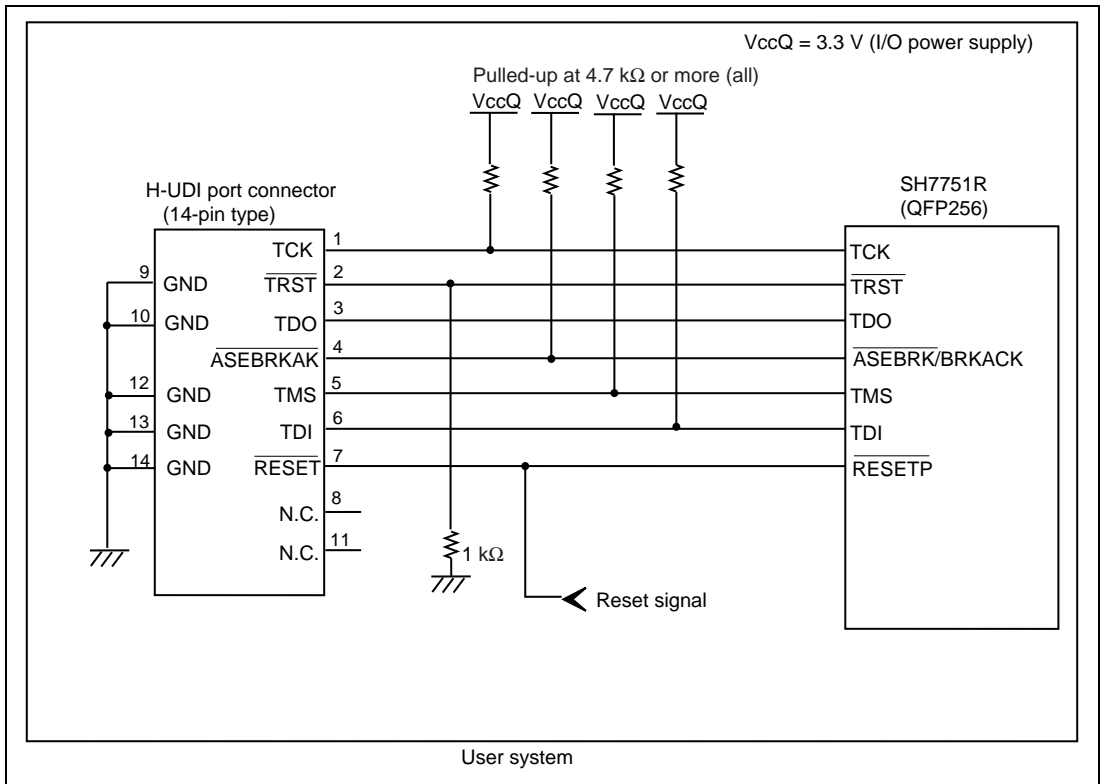 VccQ = 3.3 V (I/O power supply)
Pulled-up at 4.7 kΩ or more (all)
VccQ VccQ VccQ VccQ
H-UDI port connector
(14-pin type)
SH7751R
(QFP256)
TCK 1 TCK
9 GND TRST 2 TRST
10 GND TDO 3 TDO
ASEBRKAK 4 ASEBRK/BRKACK
12 GND TMS 5 TMS
13 GND TDI 6 TDI
14 GND RESET 7 RESETP
N.C. 8
N.C. 11
1 kΩ
Reset signal
User system